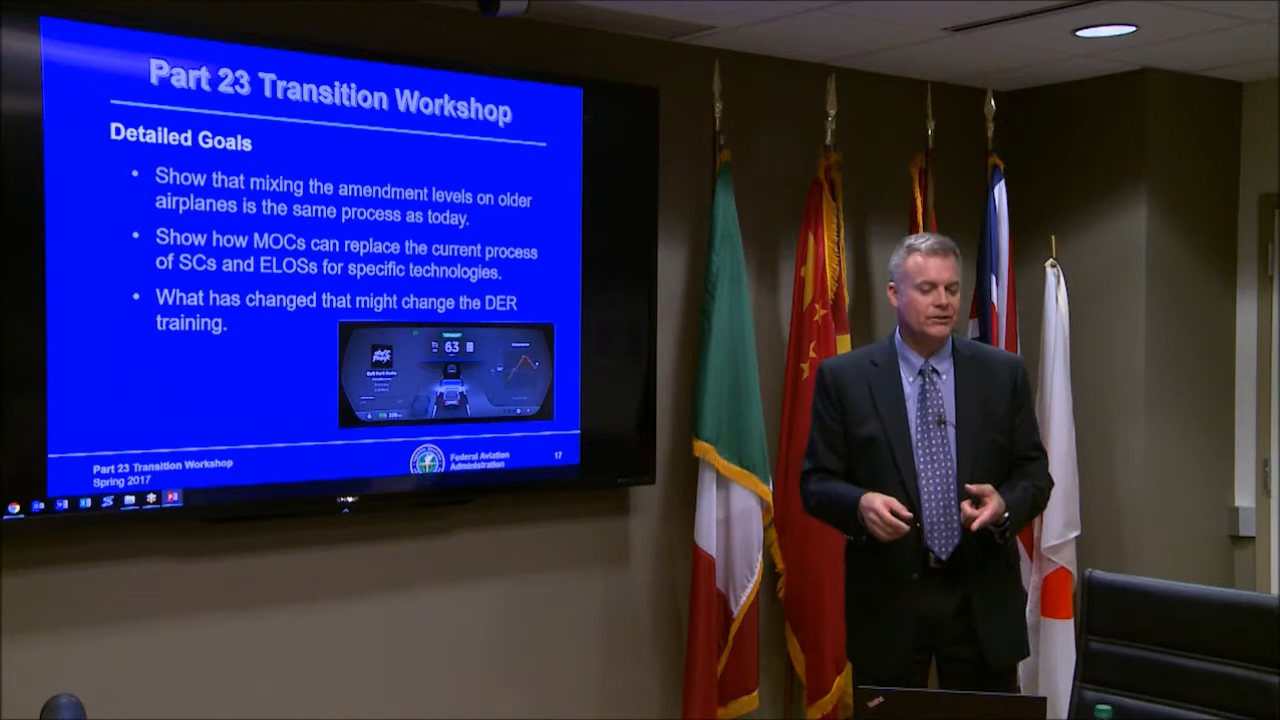 Part 23 Transition Workshop
Detailed Goals
• Show that mixing the amendment levels on older
airplanes is the same process as today.
• Show how MOCs can replace the current process
of SCs and ELOSs for specific technologies.
• What has changed that might change the DER
training.
63
Part 23 Transition Workshop
Spring 2017
Federal Aviation
Administration
17